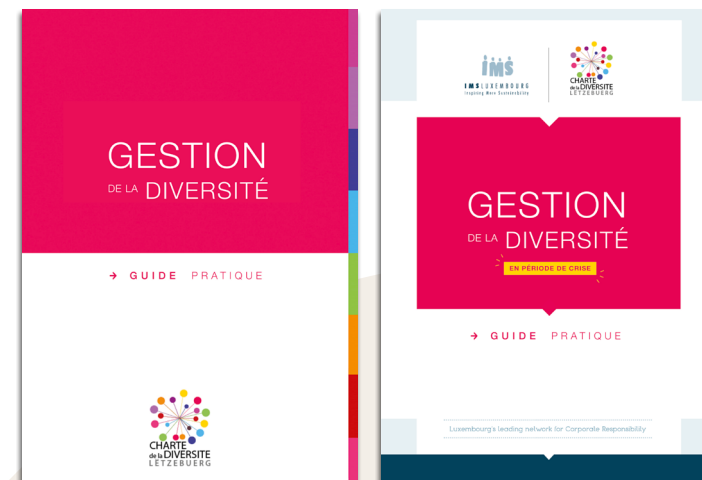 GESTION
DE LA DIVERSITÉ
→ GUIDE PRATIQUE
CHARTE
de la DIVERSITE
LËTZEBUERG
IMS
IMS LUXEMBOURG
Inspiring More Sustainability
CHARTE
de la DIVERSITE
LËTZEBUERG
GESTION
DE LA DIVERSITÉ
EN PÉRIODE DE CRISE
→ GUIDE PRATIQUE
Luxembourg's leading network for Corporate Responsibility